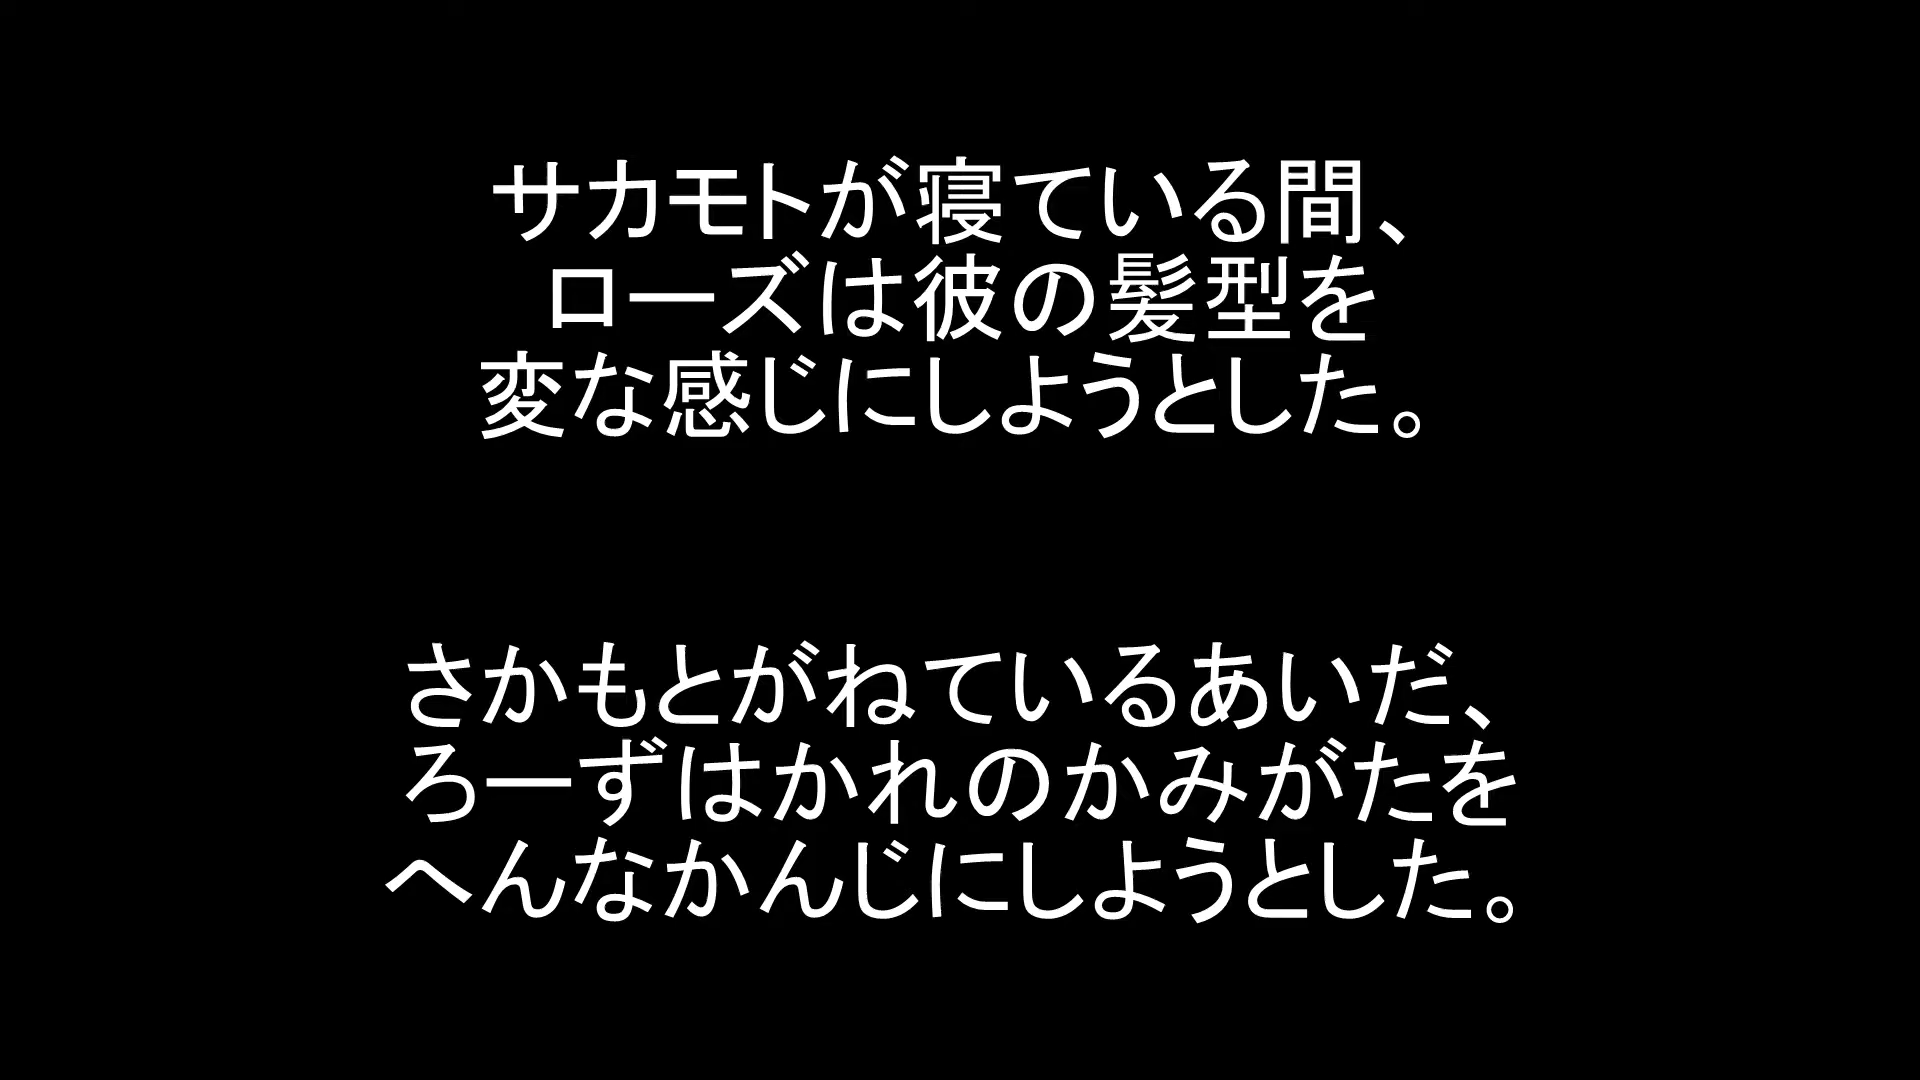 サカモトが寝ている間、
ローズは彼の髪型を
変な感じにしようとした。
さかもとがねているあいだ、
ろーずはかれのかみがたを
へんなかんじにしようとした。